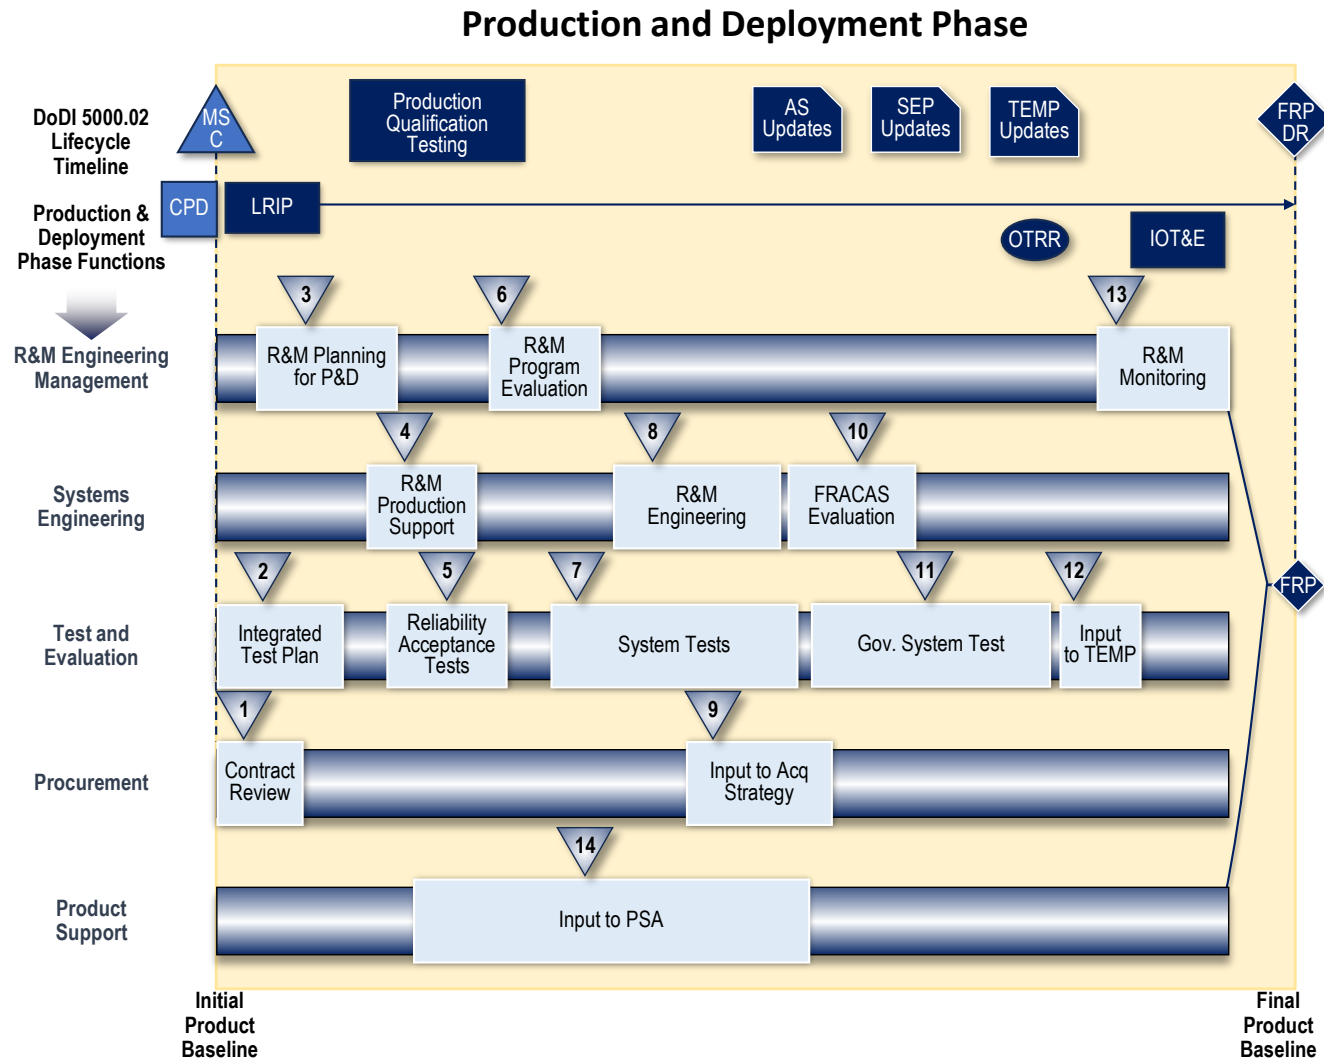 Production and Deployment Phase
DoDI 5000.02
Lifecycle
Timeline
MS
C
Production
Qualification
Testing
AS
Updates
SEP
Updates
TEMP
Updates
FRP
DR
CPD
LRIP
Production &
Deployment
Phase Functions
OTRR
IOT&E
3
6
13
R&M Engineering
Management
R&M Planning
for P&D
R&M
Program
Evaluation
R&M
Monitoring
4
8
10
Systems
Engineering
R&M
Production
Support
R&M
Engineering
FRACAS
Evaluation
2
5
7
11
12
FRP
Test and
Evaluation
Integrated
Test Plan
Reliability
Acceptance
Tests
System Tests
Gov. System Test
Input
to TEMP
1
9
Procurement
Contract
Review
Input to Acq
Strategy
14
Product
Support
Input to PSA
Initial
Product
Baseline
Final
Product
Baseline